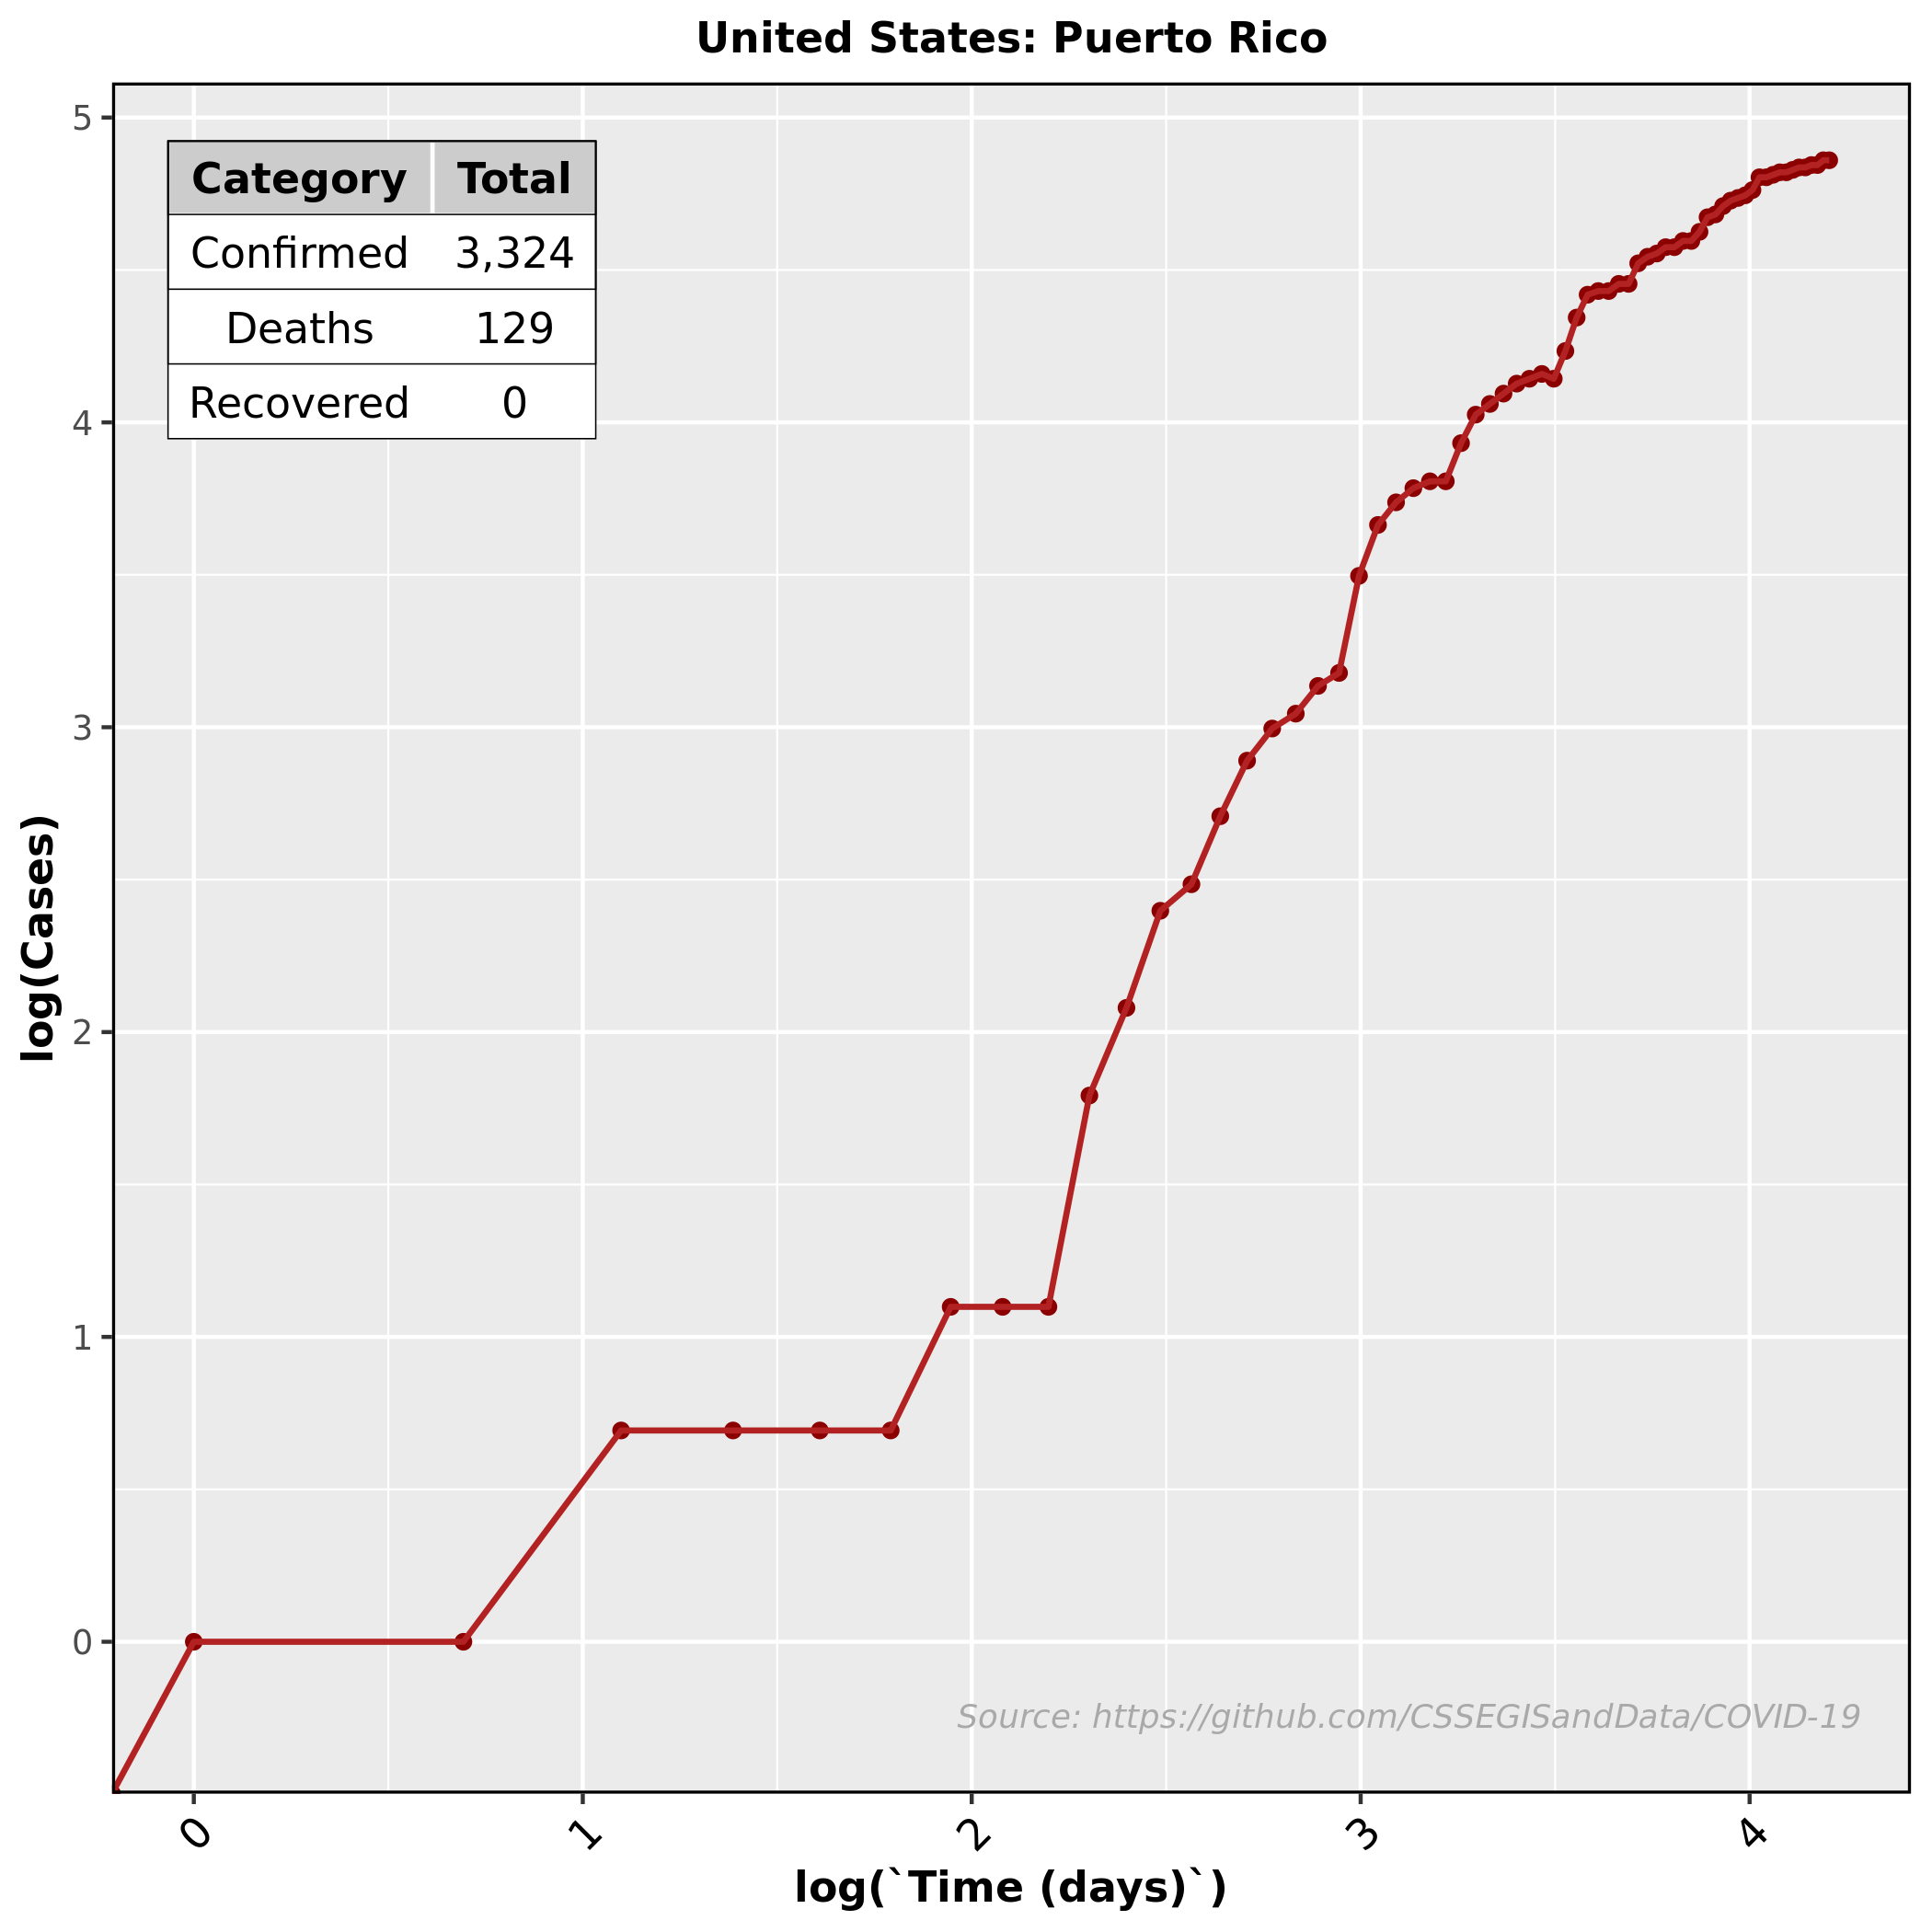 United States: Puerto Rico
5
4
3
2
1
0
log(Cases)
Category Total
Confirmed 3,324
Deaths 129
Recovered 0
Source: https://github.com/CSSEGISandData/COVID-19
0 1 2 3 4
log(`Time (days)`)